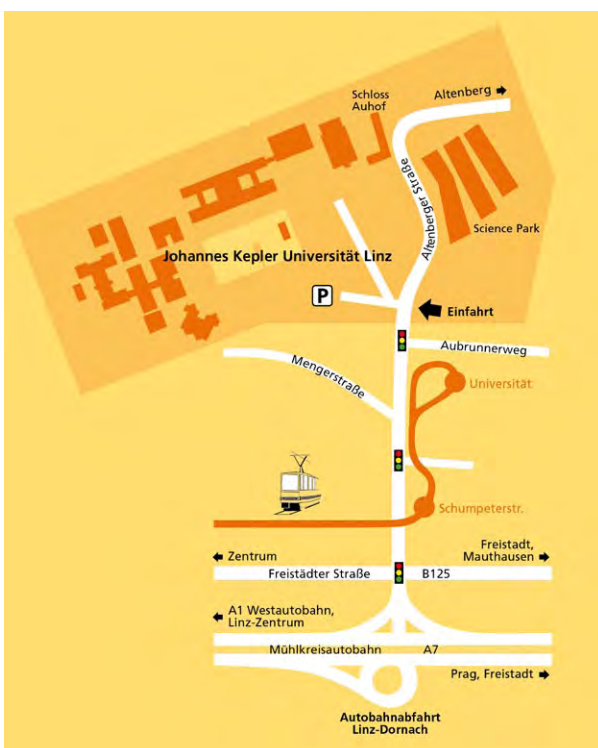 Schloss
Auhof
Altenberg
Altenberger Straße
Science Park
Johannes Kepler Universität Linz
P
Einfahrt
Aubrunnerweg
Mengerstraße
Universität
Schumpeterstr.
Zentrum
Freistadt,
Mauthausen
Freistädter Straße
B125
A1 Westautobahn,
Linz-Zentrum
Mühlkreisautobahn
A7
Prag, Freistadt
Autobahnabfahrt
Linz-Dornach